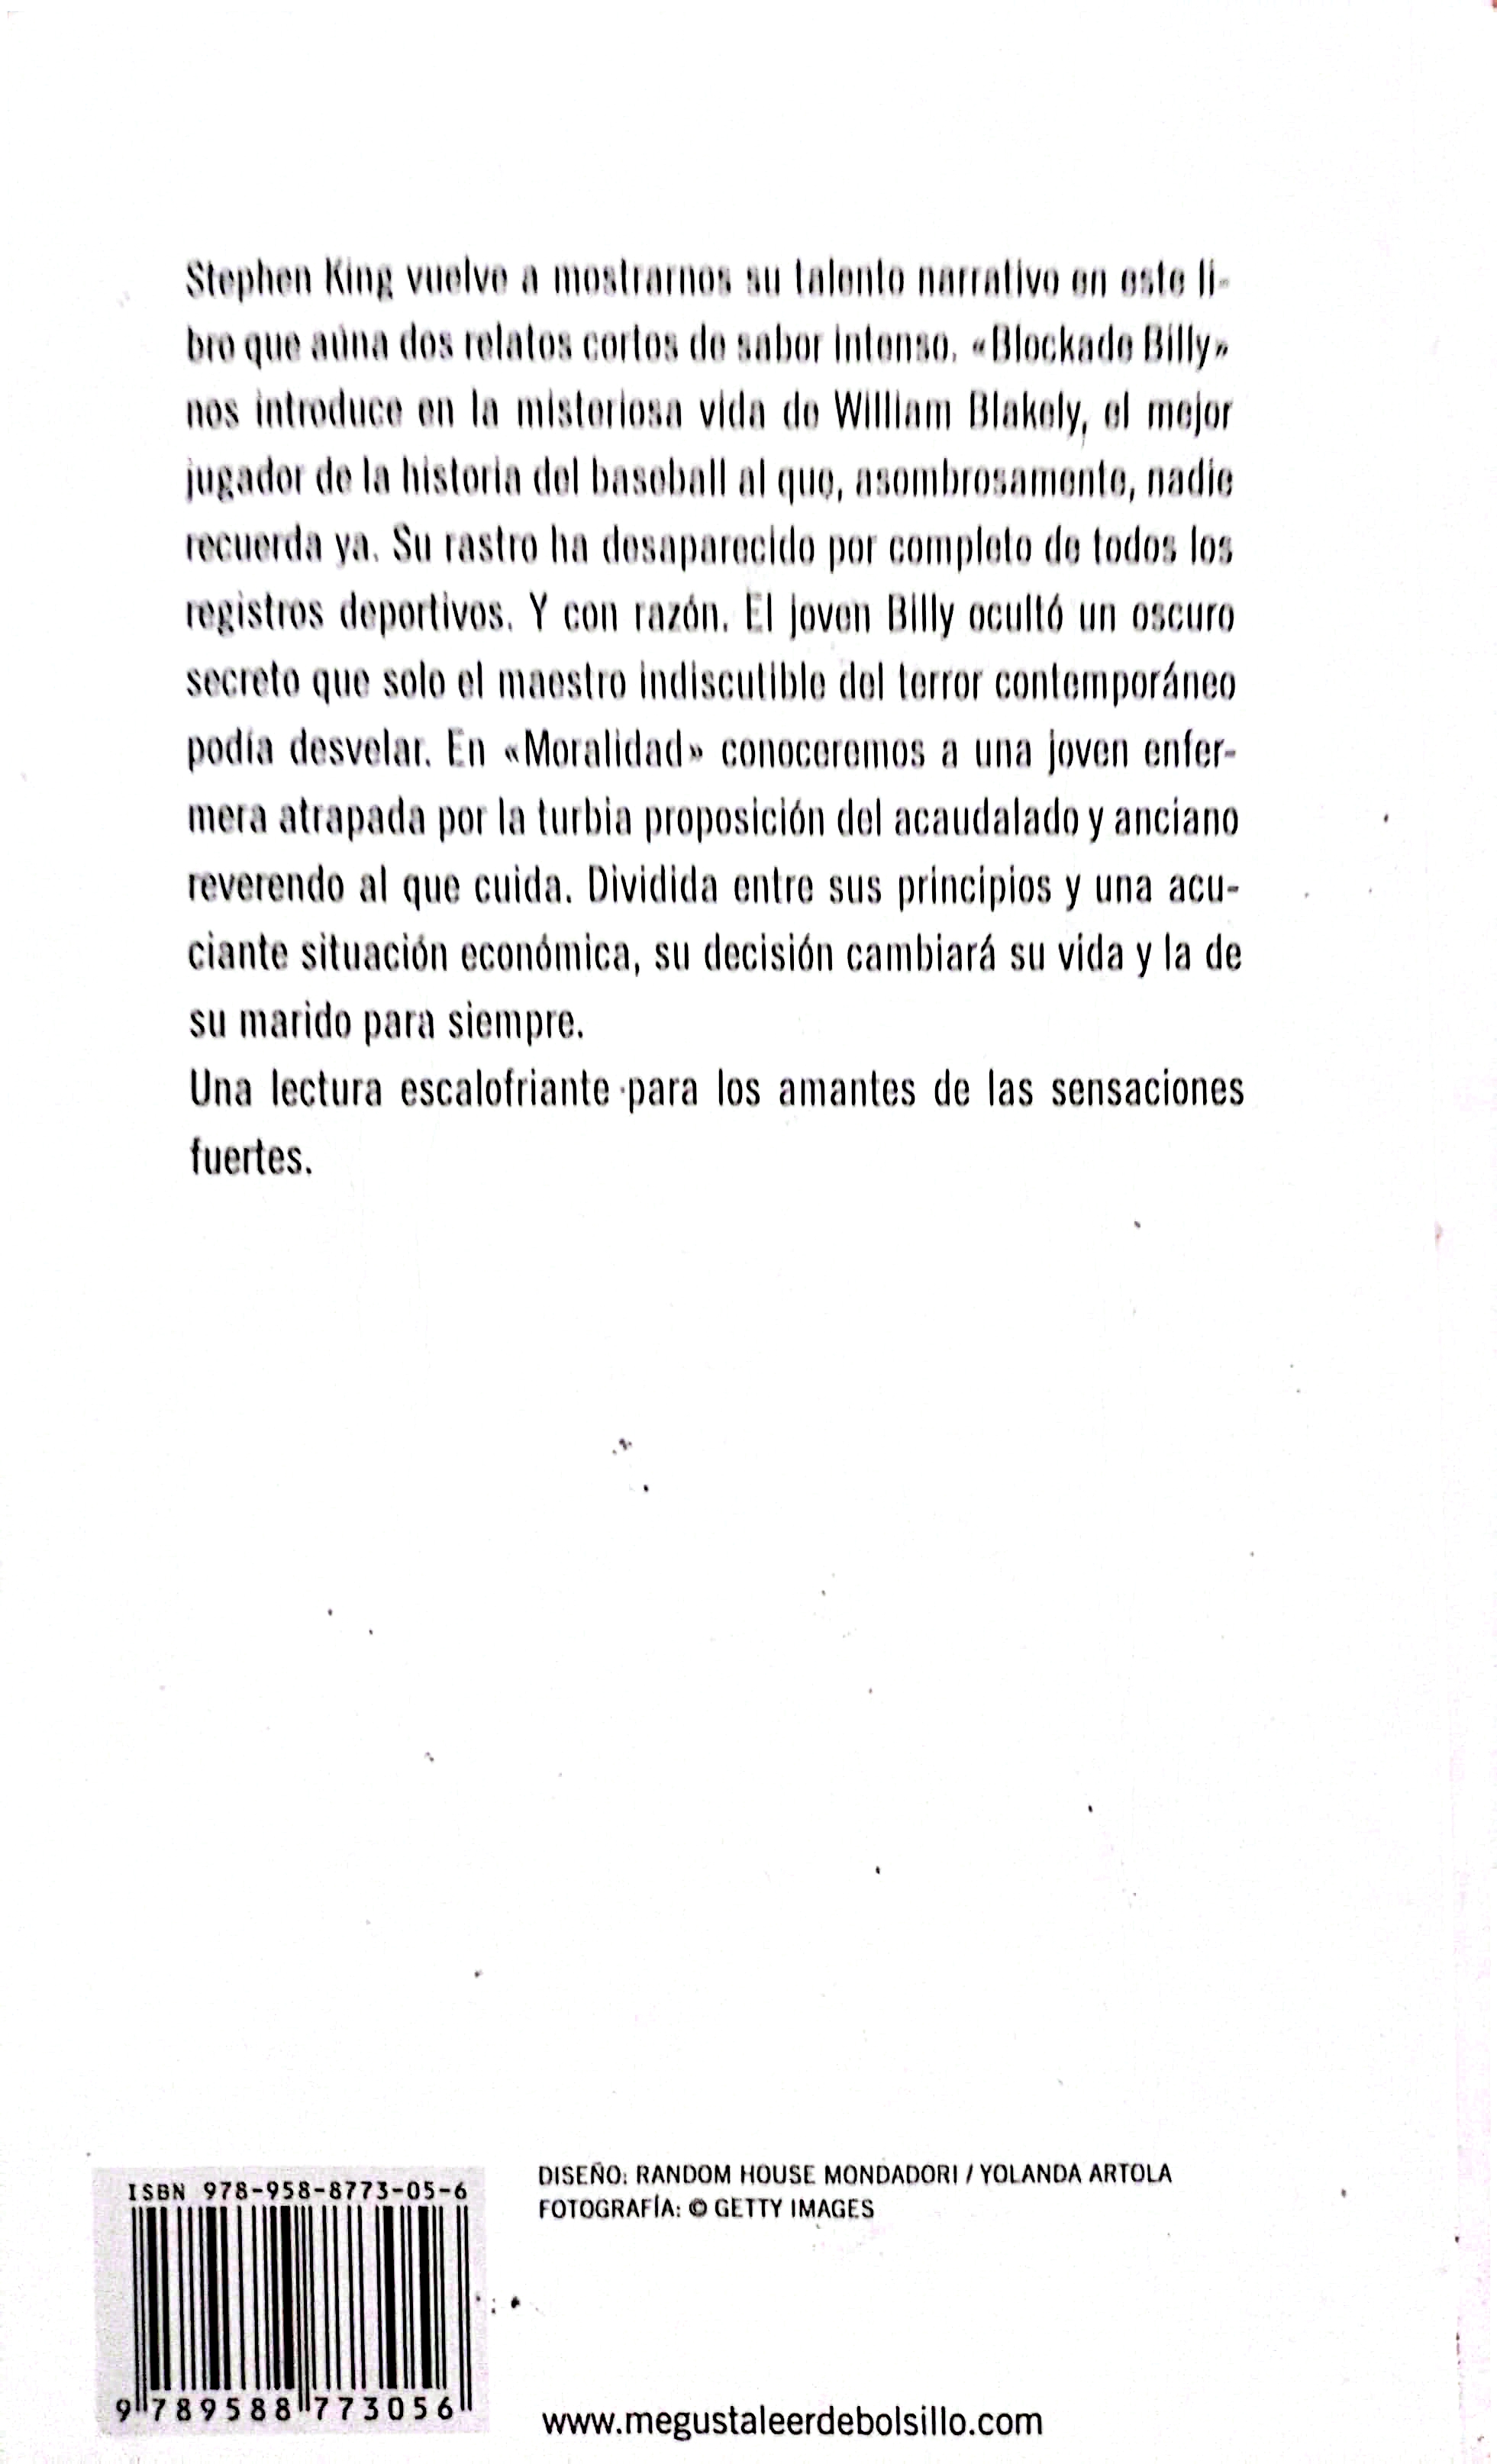 Stephen King vuelve a mostrarnos su talento narrativo en este li-
bro que aúna dos relatos cortos de sabor intenso. «Blockade Billy»
nos introduce en la misteriosa vida de William Blakely, el mejor
jugador de la historia del baseball al que, asombrosamente, nadie
recuerda ya. Su rastro ha desaparecido por completo de todos los
registros deportivos. Y con razón. El joven Billy ocultó un oscuro
secreto que solo el maestro indiscutible del terror contemporáneo
podía desvelar. En «Moralidad» conoceremos a una joven enfer-
mera atrapada por la turbia proposición del acaudalado y anciano
reverendo al que cuida. Dividida entre sus principios y una acu-
ciante situación económica, su decisión cambiará su vida y la de
su marido para siempre.
Una lectura escalofriante para los amantes de las sensaciones
fuertes.
ISBN 978-958-8773-05-6
9 789588 773056
DISEÑO: RANDOM HOUSE MONDADORI / YOLANDA ARTOLA
FOTOGRAFÍA: © GETTY IMAGES
www.megustaleerdebolsillo.com